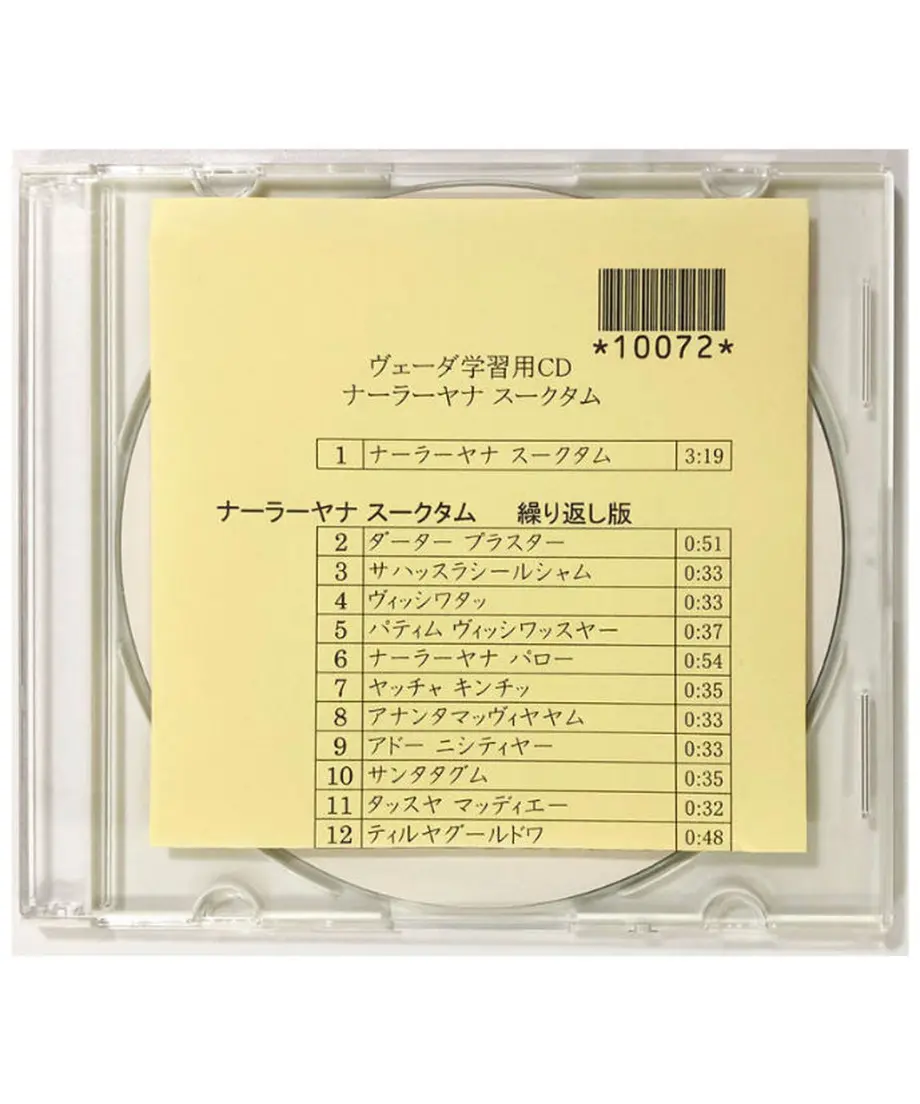 *10072*
ヴェーダ学習用CD
ナーラーヤナ スークタム
1 ナーラーヤナ スークタム 3:19
ナーラーヤナ スークタム 繰り返し版
2 ダーター プラスター 0:51
3 サハッスラシールシャム 0:33
4 ヴィッシワタッ 0:33
5 パティム ヴィッシワッスヤー 0:37
6 ナーラーヤナ パロー 0:54
7 ヤッチャ キンチッ 0:35
8 アナンタマッヴィヤヤム 0:33
9 アドー ニシティヤー 0:33
10 サンタタグム 0:35
11 タッスヤ マッディエー 0:32
12 ティルヤグールドワ 0:48